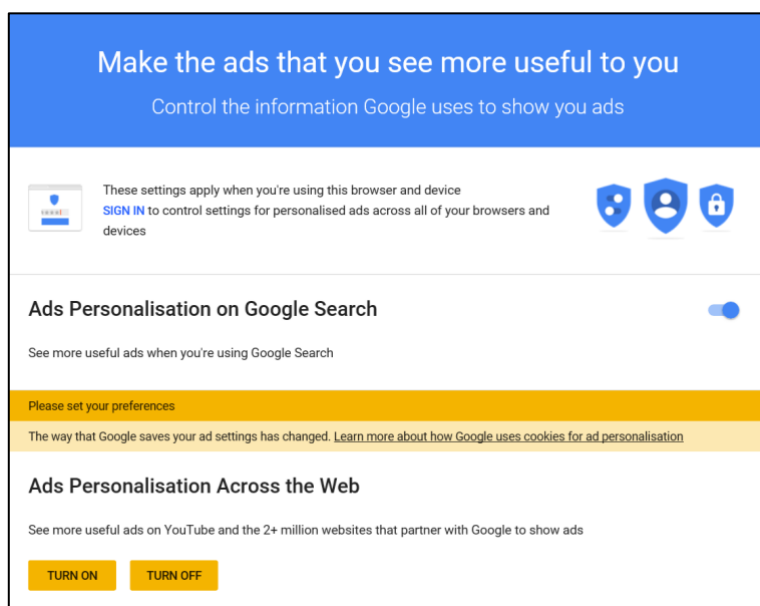 Make the ads that you see more useful to you
Control the information Google uses to show you ads
These settings apply when you're using this browser and device
SIGN IN to control settings for personalised ads across all of your browsers and
devices
Ads Personalisation on Google Search
See more useful ads when you're using Google Search
Please set your preferences
The way that Google saves your ad settings has changed. Learn more about how Google uses cookies for ad personalisation
Ads Personalisation Across the Web
See more useful ads on YouTube and the 2+ million websites that partner with Google to show ads
TURN ON TURN OFF